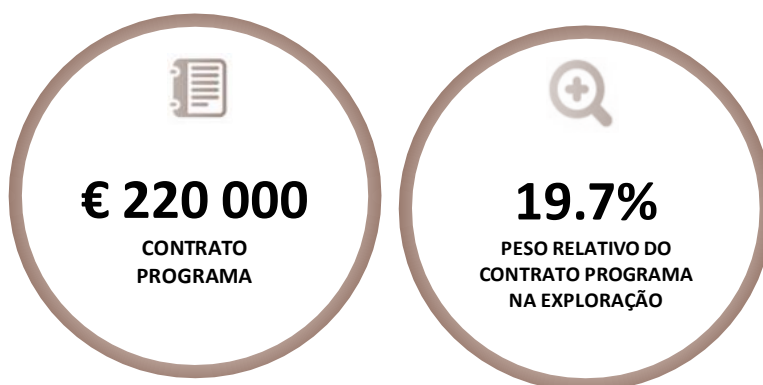 € 220 000
CONTRATO
PROGRAMA
19.7%
PESO RELATIVO DO
CONTRATO PROGRAMA
NA EXPLORAÇÃO